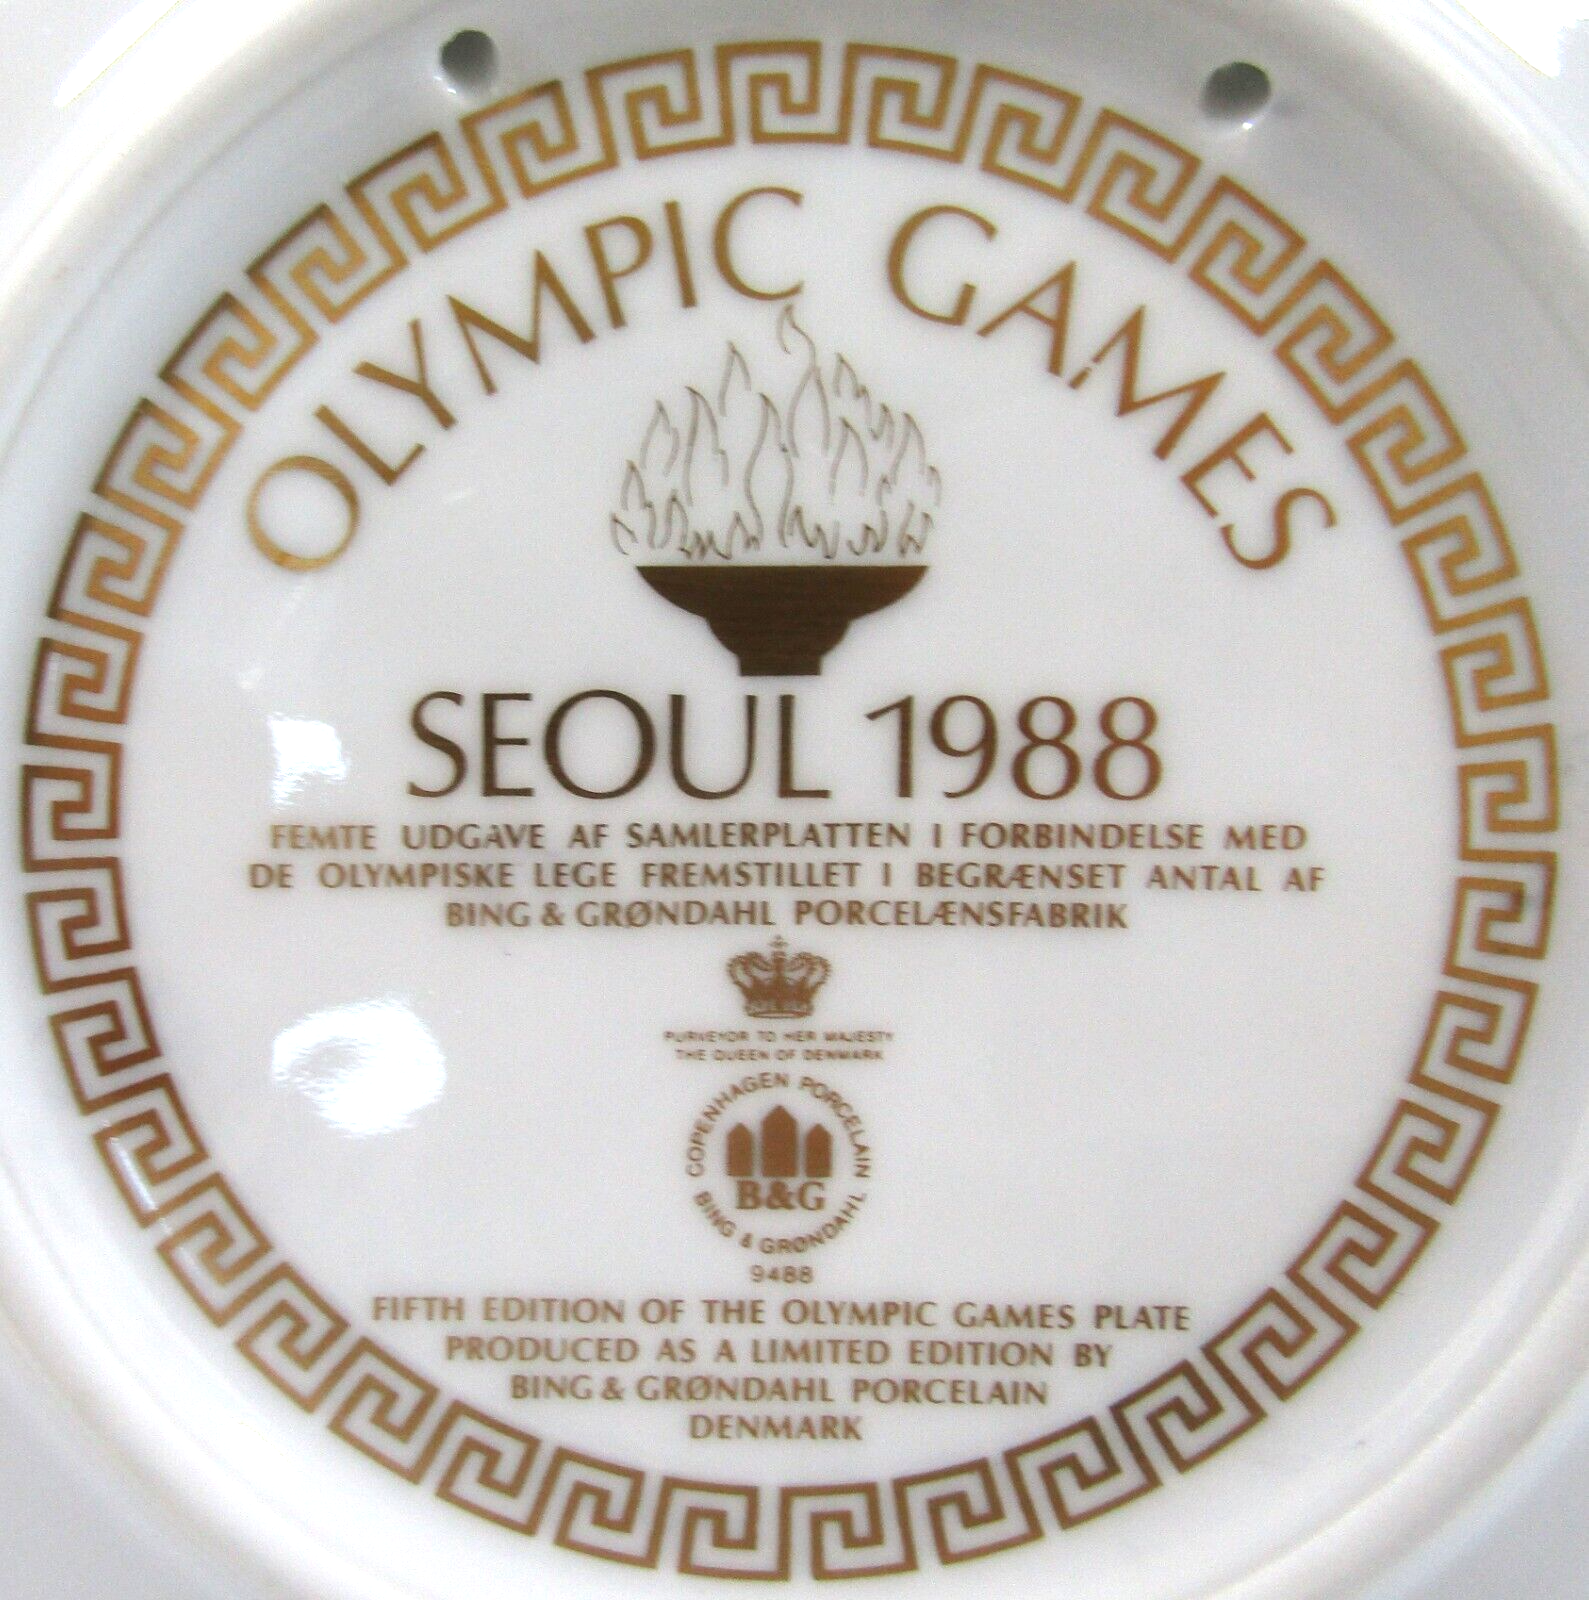 OLYMPIC GAMES
SEOUL 1988
FEMTE UDGAVE AF SAMLERPLATTEN I FORBINDELSE MED
DE OLYMPISKE LEGE FREMSTILLET I BEGRÆNSET ANTAL AF
BING & GRØNDAHL PORCELÆNSFABRIK
PURVEYOR TO HER MAJESTY
THE QUEEN OF DENMARK
COPENHAGEN PORCELAIN
B&G
BING & GRØNDAHL
9488
FIFTH EDITION OF THE OLYMPIC GAMES PLATE
PRODUCED AS A LIMITED EDITION BY
BING & GRØNDAHL PORCELAIN
DENMARK